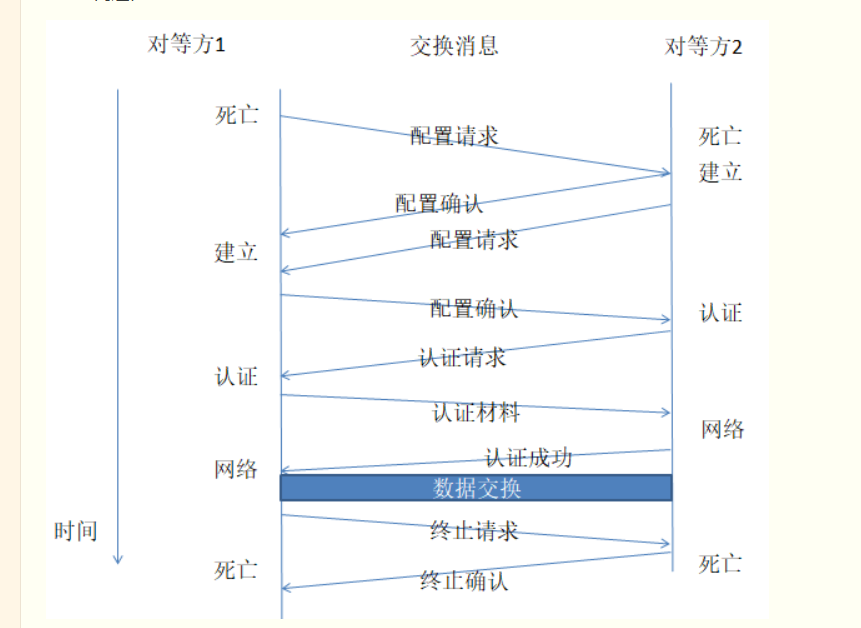 对等方1 交换消息 对等方2
死亡
配置请求
死亡
建立
配置确认
配置请求
建立
配置确认
认证
认证请求
认证
认证材料
网络
认证成功
网络
数据交换
终止请求
时间
死亡
死亡
终止确认